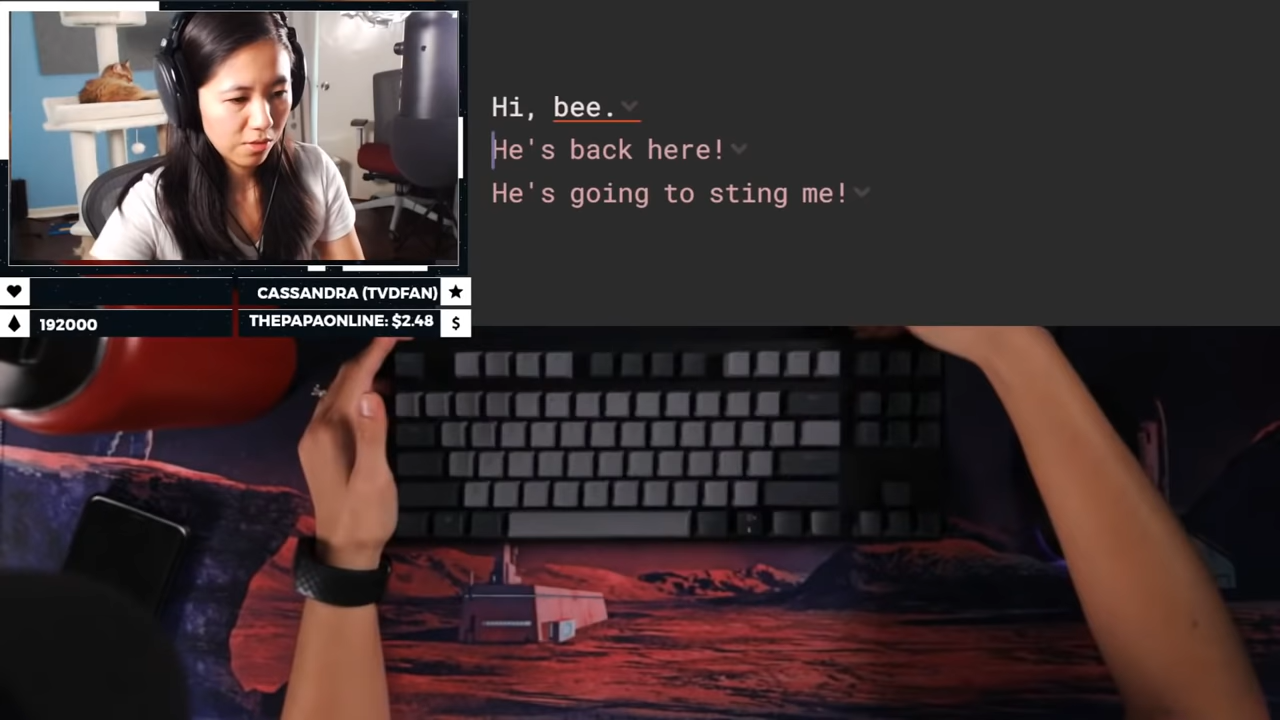 Hi, bee.
He's back here!
He's going to sting me!
CASSANDRA (TVDFAN)
192000
THEPAPAONLINE: $2.48
$